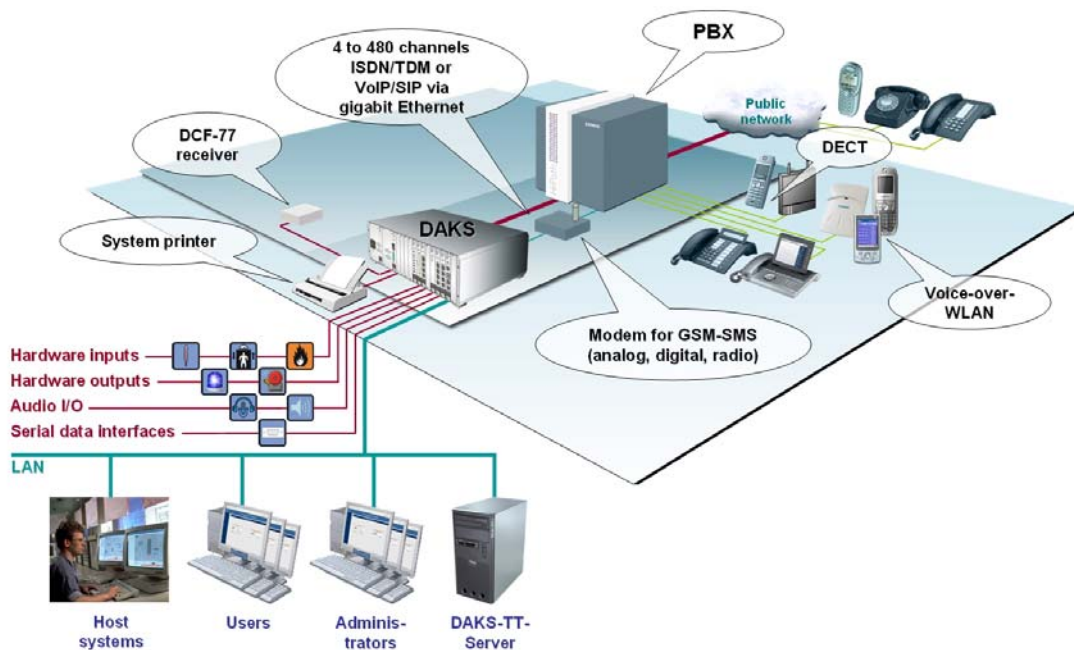 4 to 480 channels
ISDN/TDM or
VoIP/SIP via
gigabit Ethernet
PBX
Public
network
DCF-77
receiver
DECT
DAKS
System printer
Voice-over-
WLAN
Modem for GSM-SMS
(analog, digital, radio)
Hardware inputs
Hardware outputs
Audio I/O
Serial data interfaces
LAN
Host
systems
Users
Adminis-
trators
DAKS-TT-
Server